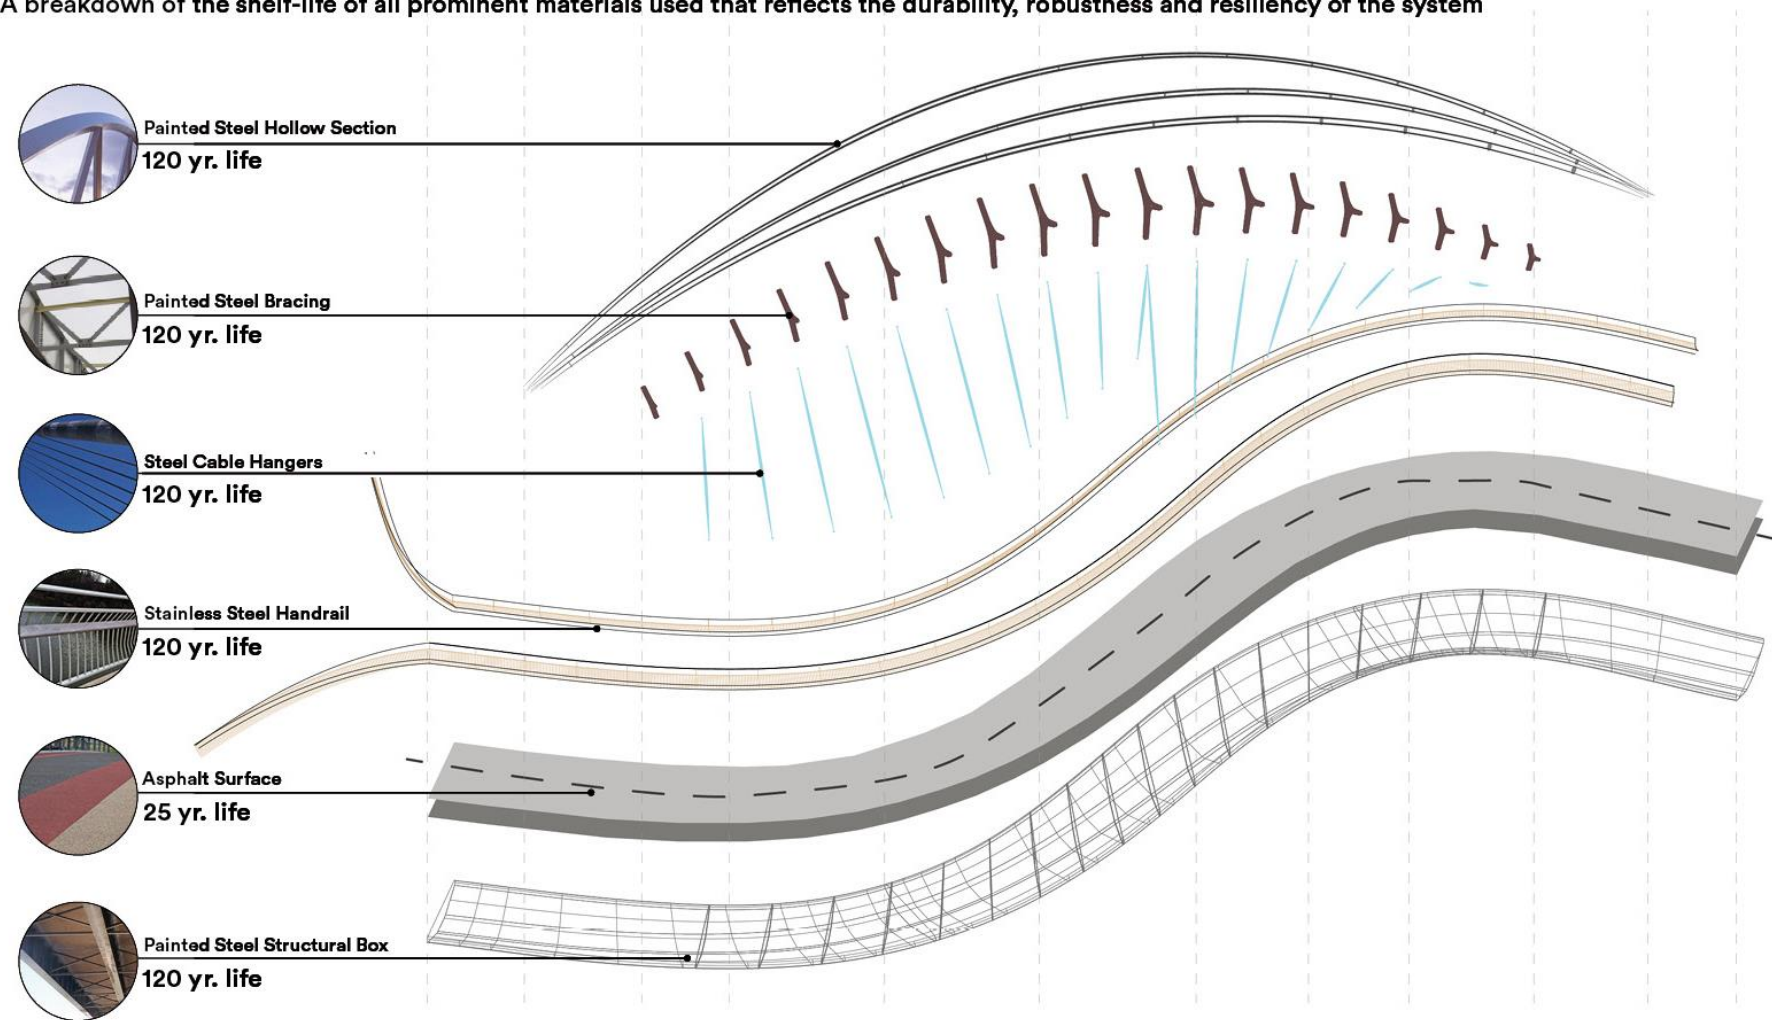 A breakdown of the shelf-life of all prominent materials used that reflects the durability, robustness and resiliency of the system
Painted Steel Hollow Section
120 yr. life
Painted Steel Bracing
120 yr. life
Steel Cable Hangers
120 yr. life
Stainless Steel Handrail
120 yr. life
Asphalt Surface
25 yr. life
Painted Steel Structural Box
120 yr. life